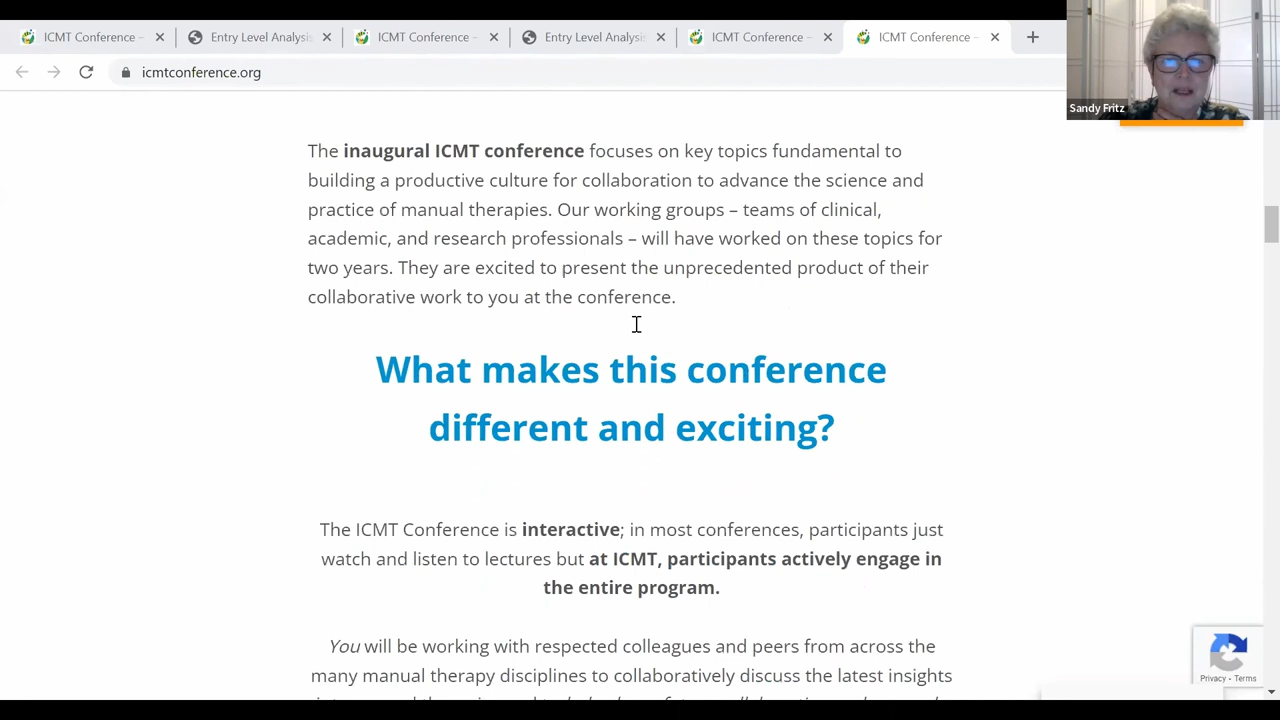 ICMT Conference –
Entry Level Analysis
ICMT Conference –
Entry Level Analysis
ICMT Conference –
ICMT Conference –
icmtconference.org
Sandy Fritz
The inaugural ICMT conference focuses on key topics fundamental to
building a productive culture for collaboration to advance the science and
practice of manual therapies. Our working groups – teams of clinical,
academic, and research professionals – will have worked on these topics for
two years. They are excited to present the unprecedented product of their
collaborative work to you at the conference.
What makes this conference
different and exciting?
The ICMT Conference is interactive; in most conferences, participants just
watch and listen to lectures but at ICMT, participants actively engage in
the entire program.
You will be working with respected colleagues and peers from across the
many manual therapy disciplines to collaboratively discuss the latest insights
Privacy - Terms